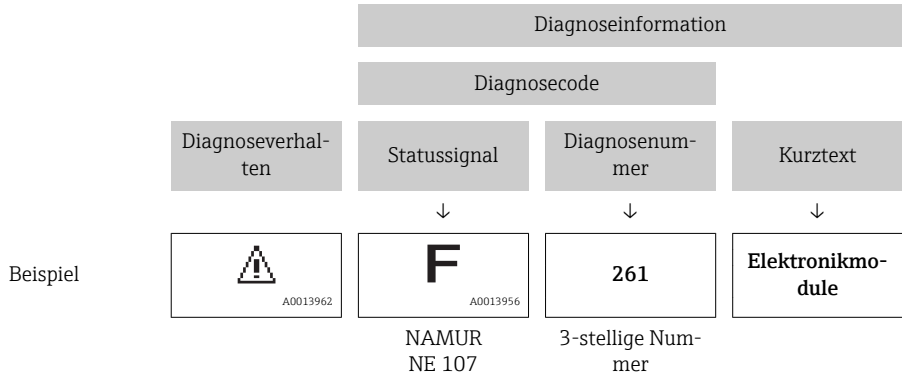 Diagnoseinformation
Diagnosecode
Diagnoseverhal-
ten
Statussignal
Diagnosenum-
mer
Kurztext
↓ ↓ ↓
Beispiel
A0013962
F
A0013956
261
Elektronikmo-
dule
NAMUR
NE 107
3-stellige Num-
mer